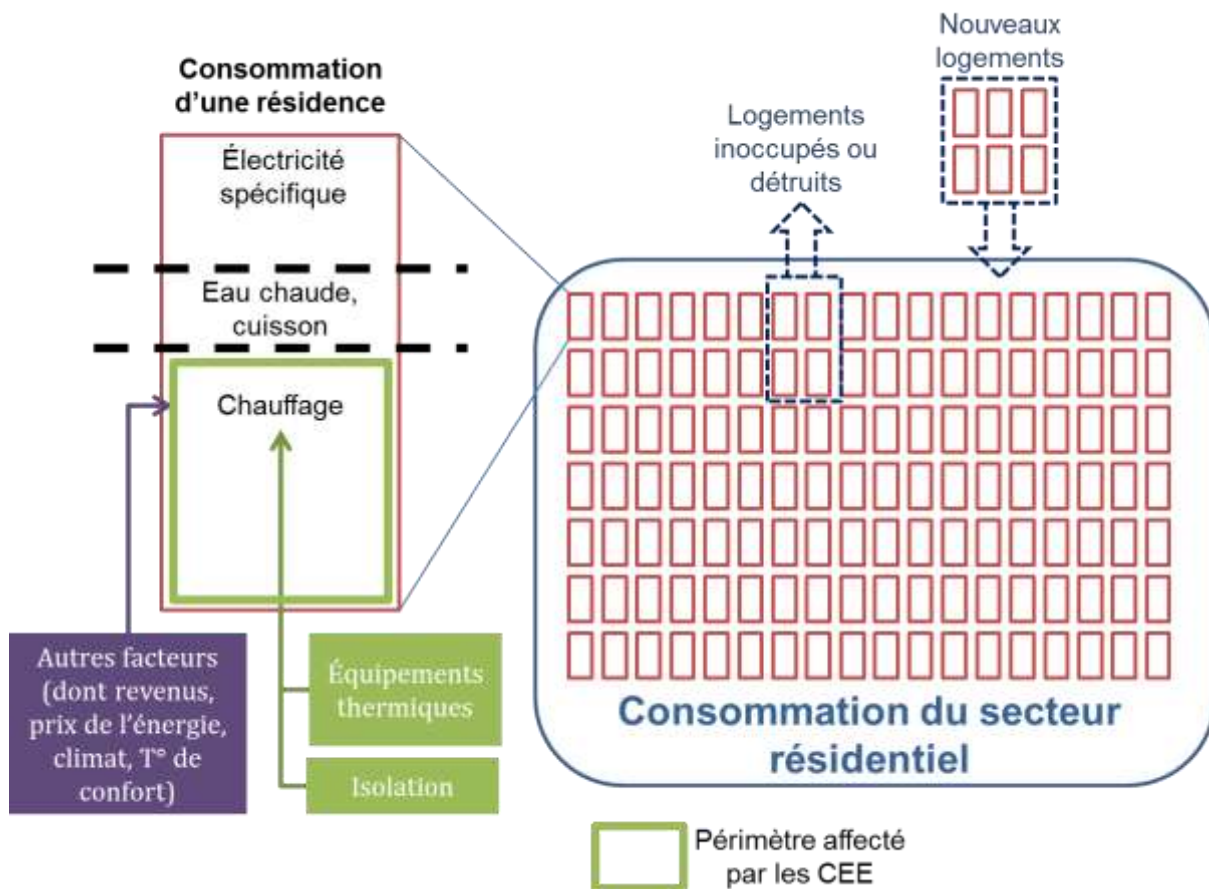 Consommation
d’une résidence
Électricité
spécifique
Eau chaude,
cuisson
Chauffage
Autres facteurs
(dont revenus,
prix de l’énergie,
climat, T° de
confort)
Équipements
thermiques
Isolation
Logements
inoccupés ou
détruits
Nouveaux
logements
Consommation du secteur
résidentiel
Périmètre affecté
par les CEE